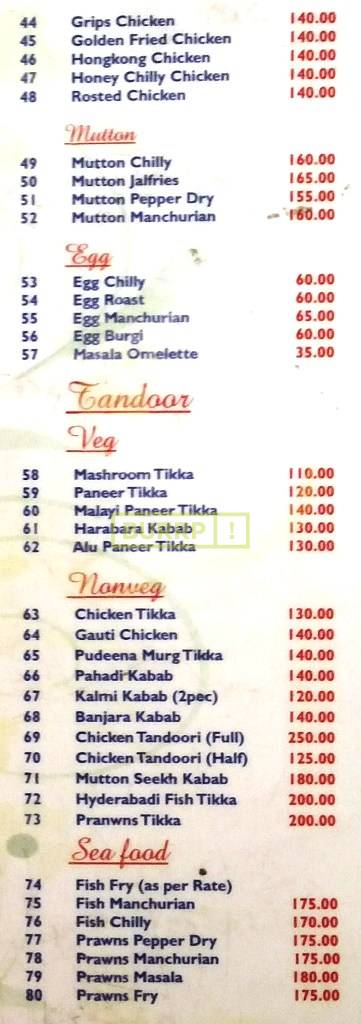 44 Grips Chicken 140.00
45 Golden Fried Chicken 140.00
46 Hongkong Chicken 140.00
47 Honey Chilly Chicken 140.00
48 Rosted Chicken 140.00
Mutton
49 Mutton Chilly 160.00
50 Mutton Jalfries 165.00
51 Mutton Pepper Dry 155.00
52 Mutton Manchurian 160.00
Egg
53 Egg Chilly 60.00
54 Egg Roast 60.00
55 Egg Manchurian 65.00
56 Egg Burgi 60.00
57 Masala Omelette 35.00
Tandoor
Veg
58 Mashroom Tikka 110.00
59 Paneer Tikka 120.00
60 Malayi Paneer Tikka 140.00
61 Harabara Kabab 130.00
BURRP!
62 Alu Paneer Tikka 130.00
Nonveg
63 Chicken Tikka 130.00
64 Gauti Chicken 140.00
65 Pudeena Murg Tikka 140.00
66 Pahadi Kabab 140.00
67 Kalmi Kabab (2pec) 120.00
68 Banjara Kabab 140.00
69 Chicken Tandoori (Full) 250.00
70 Chicken Tandoori (Half) 125.00
71 Mutton Seekh Kabab 180.00
72 Hyderabadi Fish Tikka 200.00
73 Pranwns Tikka 200.00
Sea food
74 Fish Fry (as per Rate)
75 Fish Manchurian 175.00
76 Fish Chilly 170.00
77 Prawns Pepper Dry 175.00
78 Prawns Manchurian 175.00
79 Prawns Masala 180.00
80 Prawns Fry 175.00